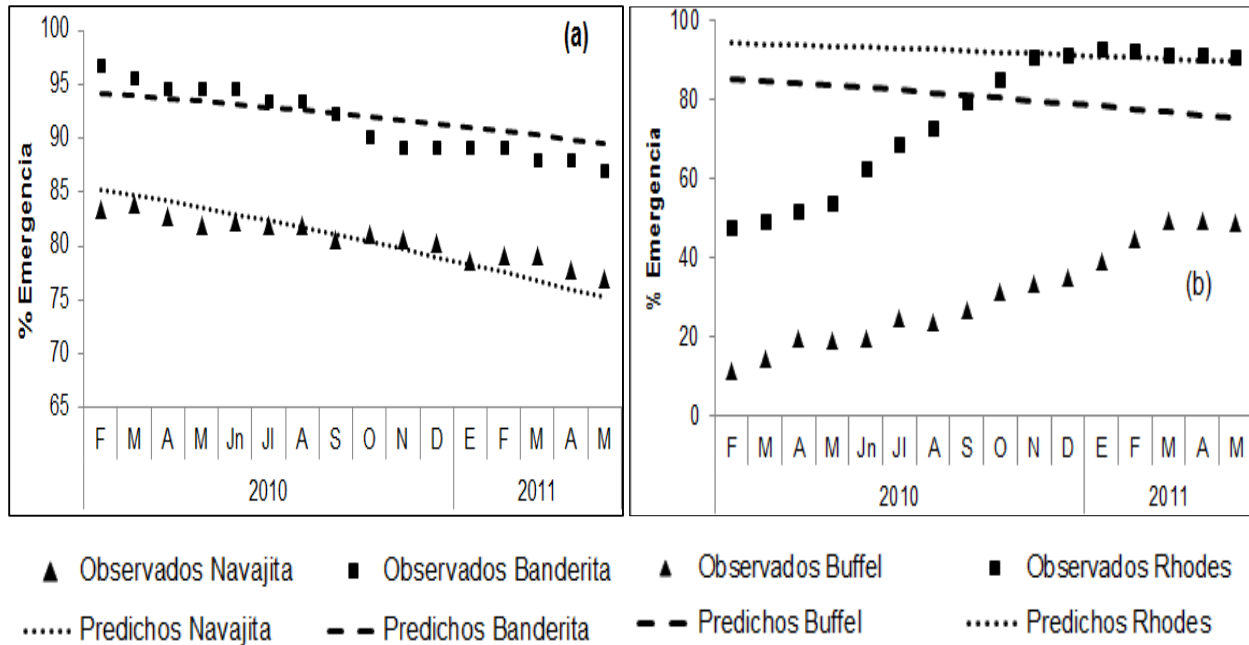 (a)
% Emergencia
100
95
90
85
80
75
70
65
F M A M Jn Jl A S O N D E F M A M
2010 2011
(b)
% Emergencia
100
80
60
40
20
0
F M A M Jn Jl A S O N D E F M A M
2010 2011
Observados Navajita Observados Banderita Observados Buffel Observados Rhodes
Predichos Navajita Predichos Banderita Predichos Buffel Predichos Rhodes